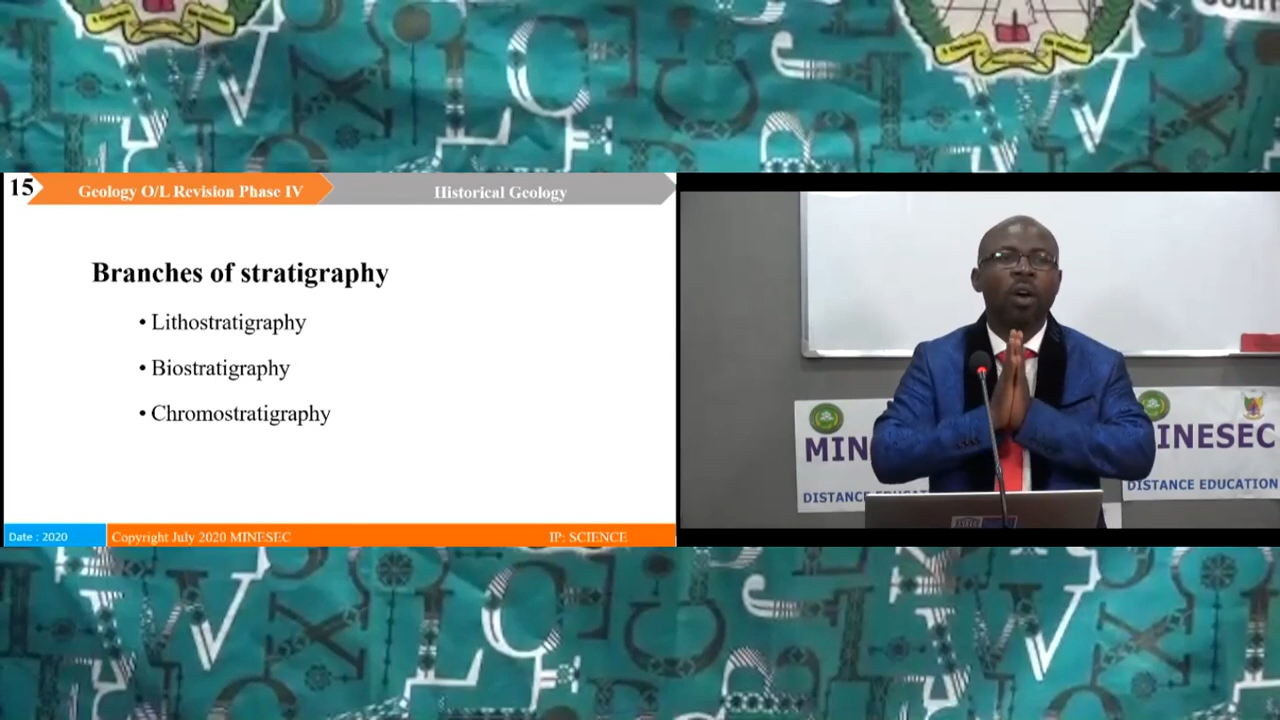 15
Geology O/L Revision Phase IV
Historical Geology
Branches of stratigraphy
• Lithostratigraphy
• Biostratigraphy
• Chromostratigraphy
Date : 2020
Copyright July 2020 MINESEC
IP: SCIENCE
MIN
DISTANCE
INESEC
DISTANCE EDUCATION